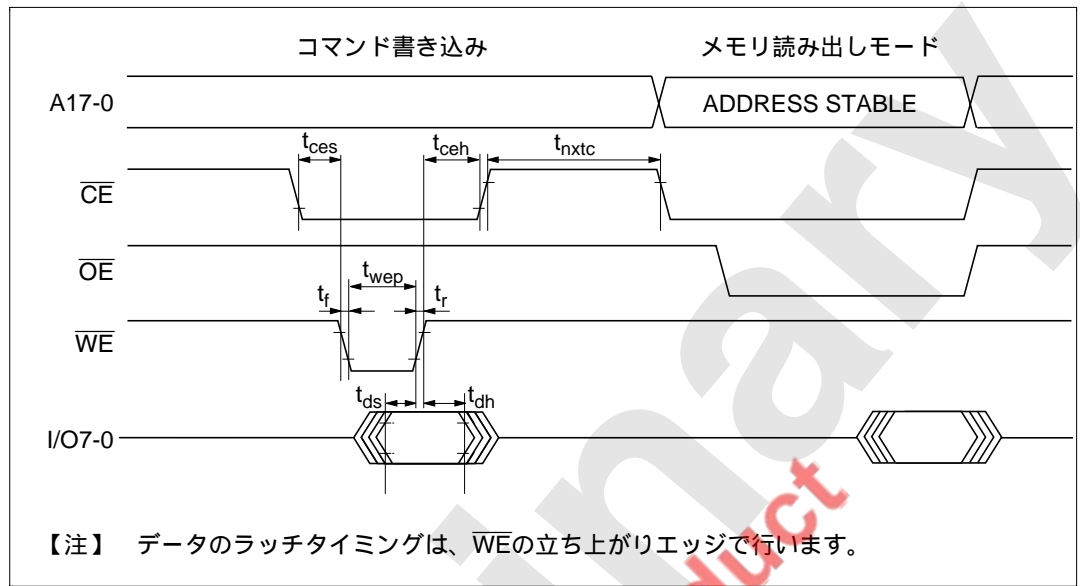 コマンド書き込み　メモリ読み出しモード
A17-0　ADDRESS STABLE
tces　tceh　tnxtc
CE
OE
twep
tf　tr
WE
tds　tdh
I/O7-0
【注】　データのラッチタイミングは、WEの立ち上がりエッジで行います。
inary
duct